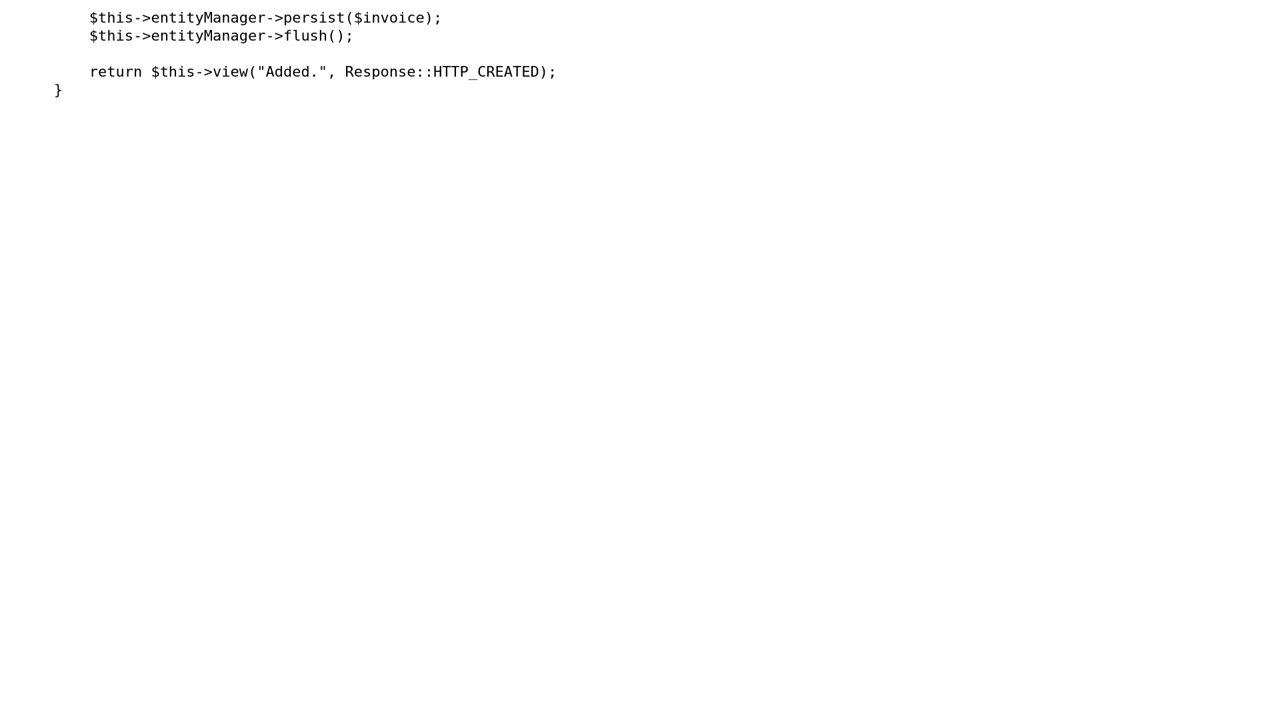 $this->entityManager->persist($invoice);
$this->entityManager->flush();
return $this->view("Added.", Response::HTTP_CREATED);
}